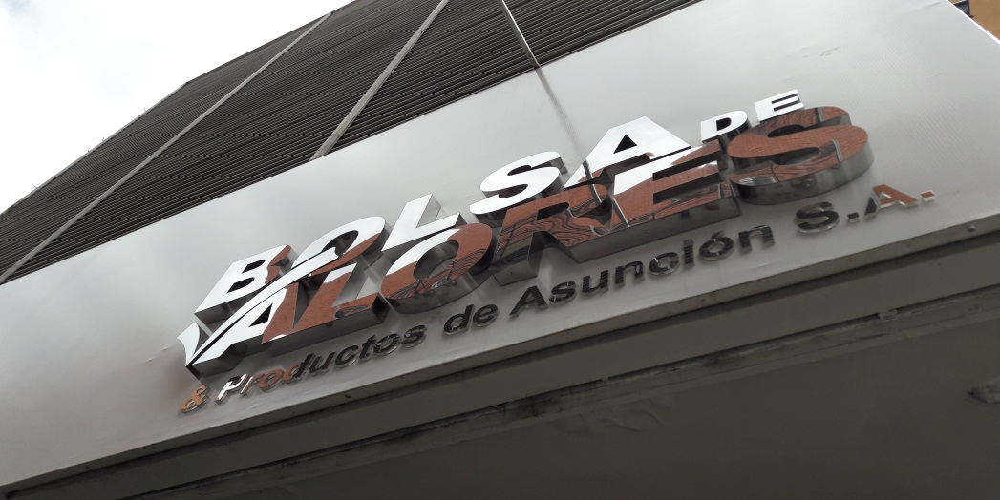 BOLSA DE
VALORES
& Productos de Asunción S.A.